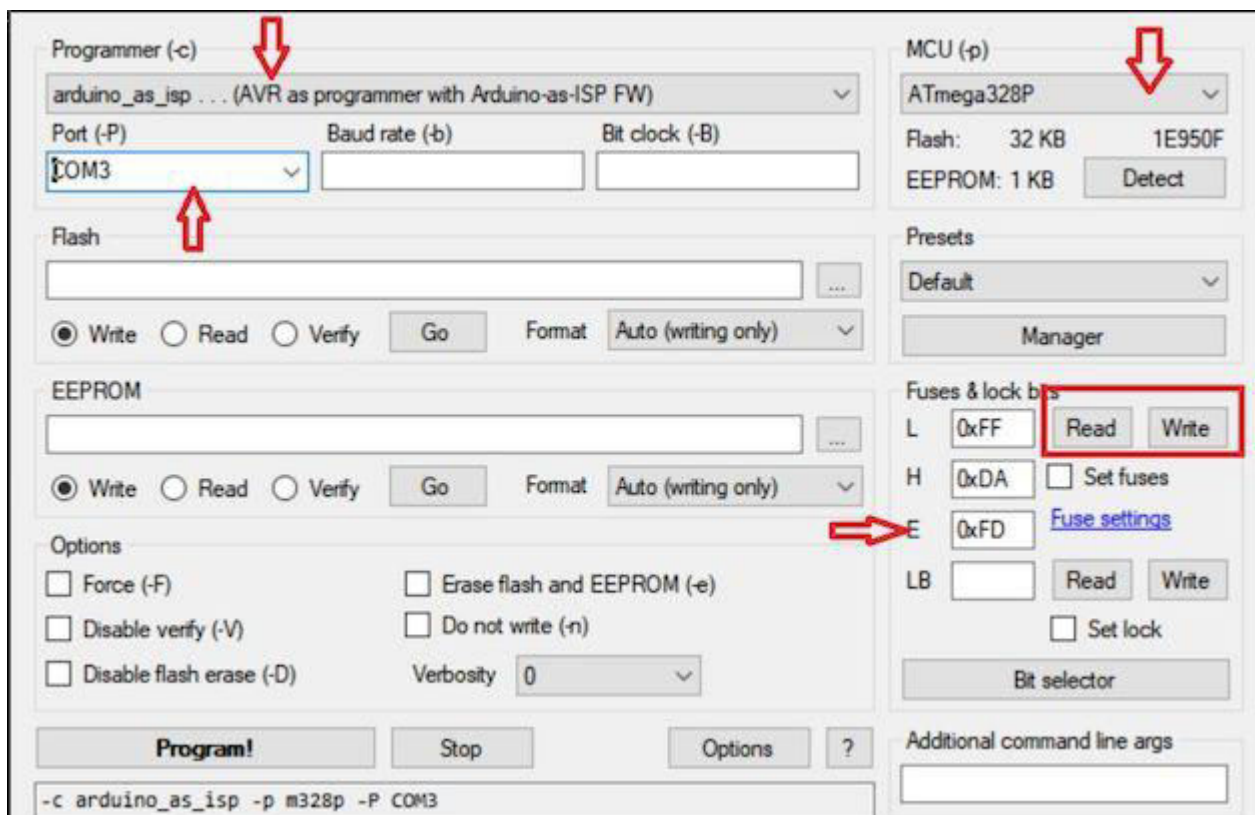 Programmer (-c)
arduino_as_isp . . . (AVR as programmer with Arduino-as-ISP FW)
Port (-P) Baud rate (-b) Bit clock (-B)
COM3
MCU (-p)
ATmega328P
Flash: 32 KB 1E950F
EEPROM: 1 KB Detect
Flash
...
Write Read Verify Go Format Auto (writing only)
Presets
Default
Manager
EEPROM
...
Write Read Verify Go Format Auto (writing only)
Fuses & lock bits
L 0xFF Read Write
H 0xDA Set fuses
E 0xFD Fuse settings
LB Read Write
Set lock
Bit selector
Options
Force (-F) Erase flash and EEPROM (-e)
Disable verify (-V) Do not write (-n)
Disable flash erase (-D) Verbosity 0
Program! Stop Options ?
Additional command line args
-c arduino_as_isp -p m328p -P COM3